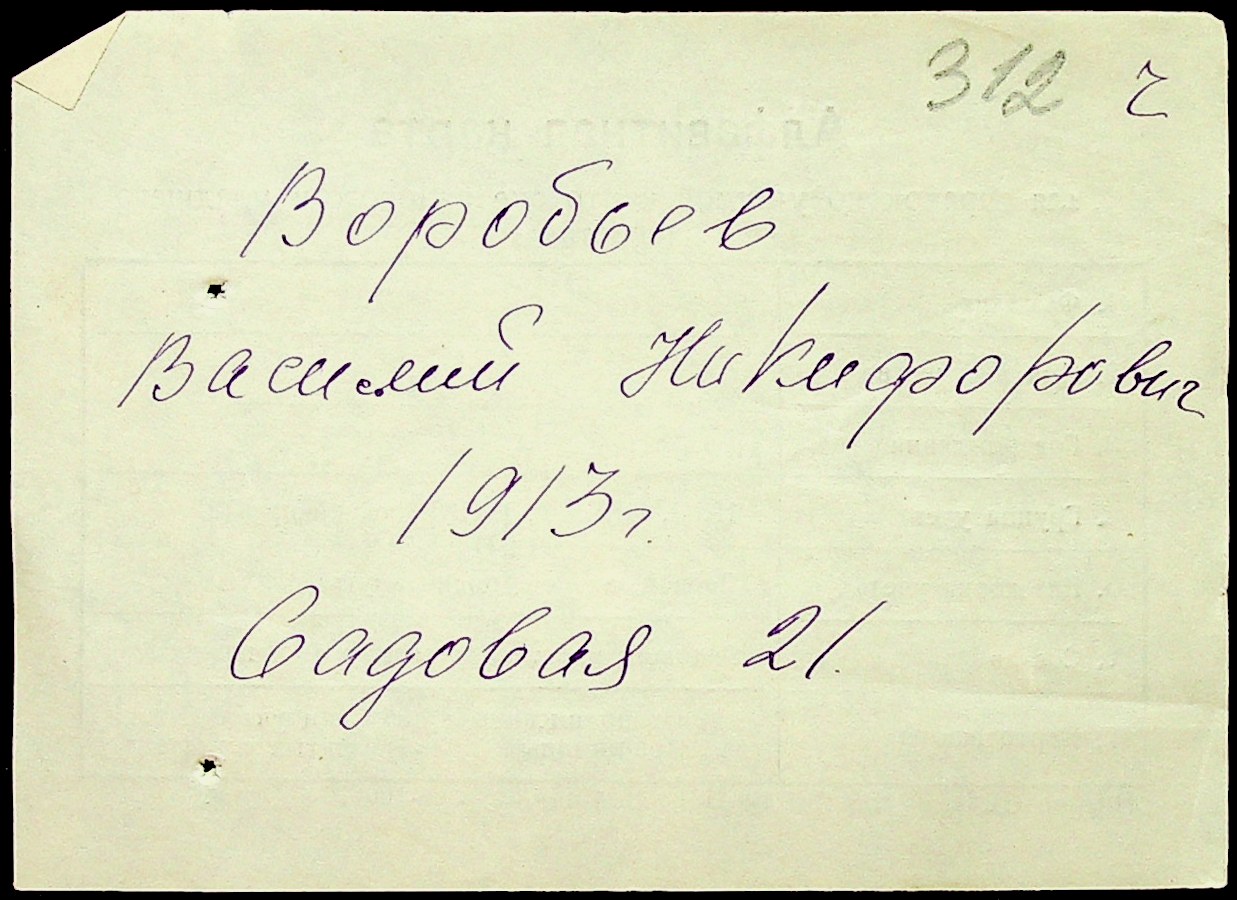 312 ч
Воробьев
Василий Никифорович
1913г.
Садовая 21.